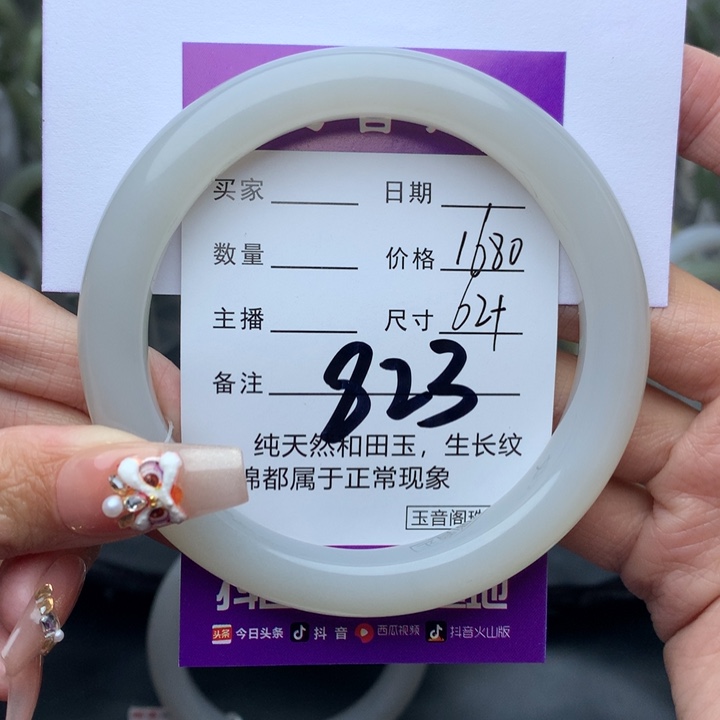 买家
日期
数量
价格 1680
主播
尺寸 62+
备注 823
纯天然和田玉，生长纹
棉都属于正常现象
玉音阁珠
头条 今日头条 抖音 西瓜视频 抖音火山版